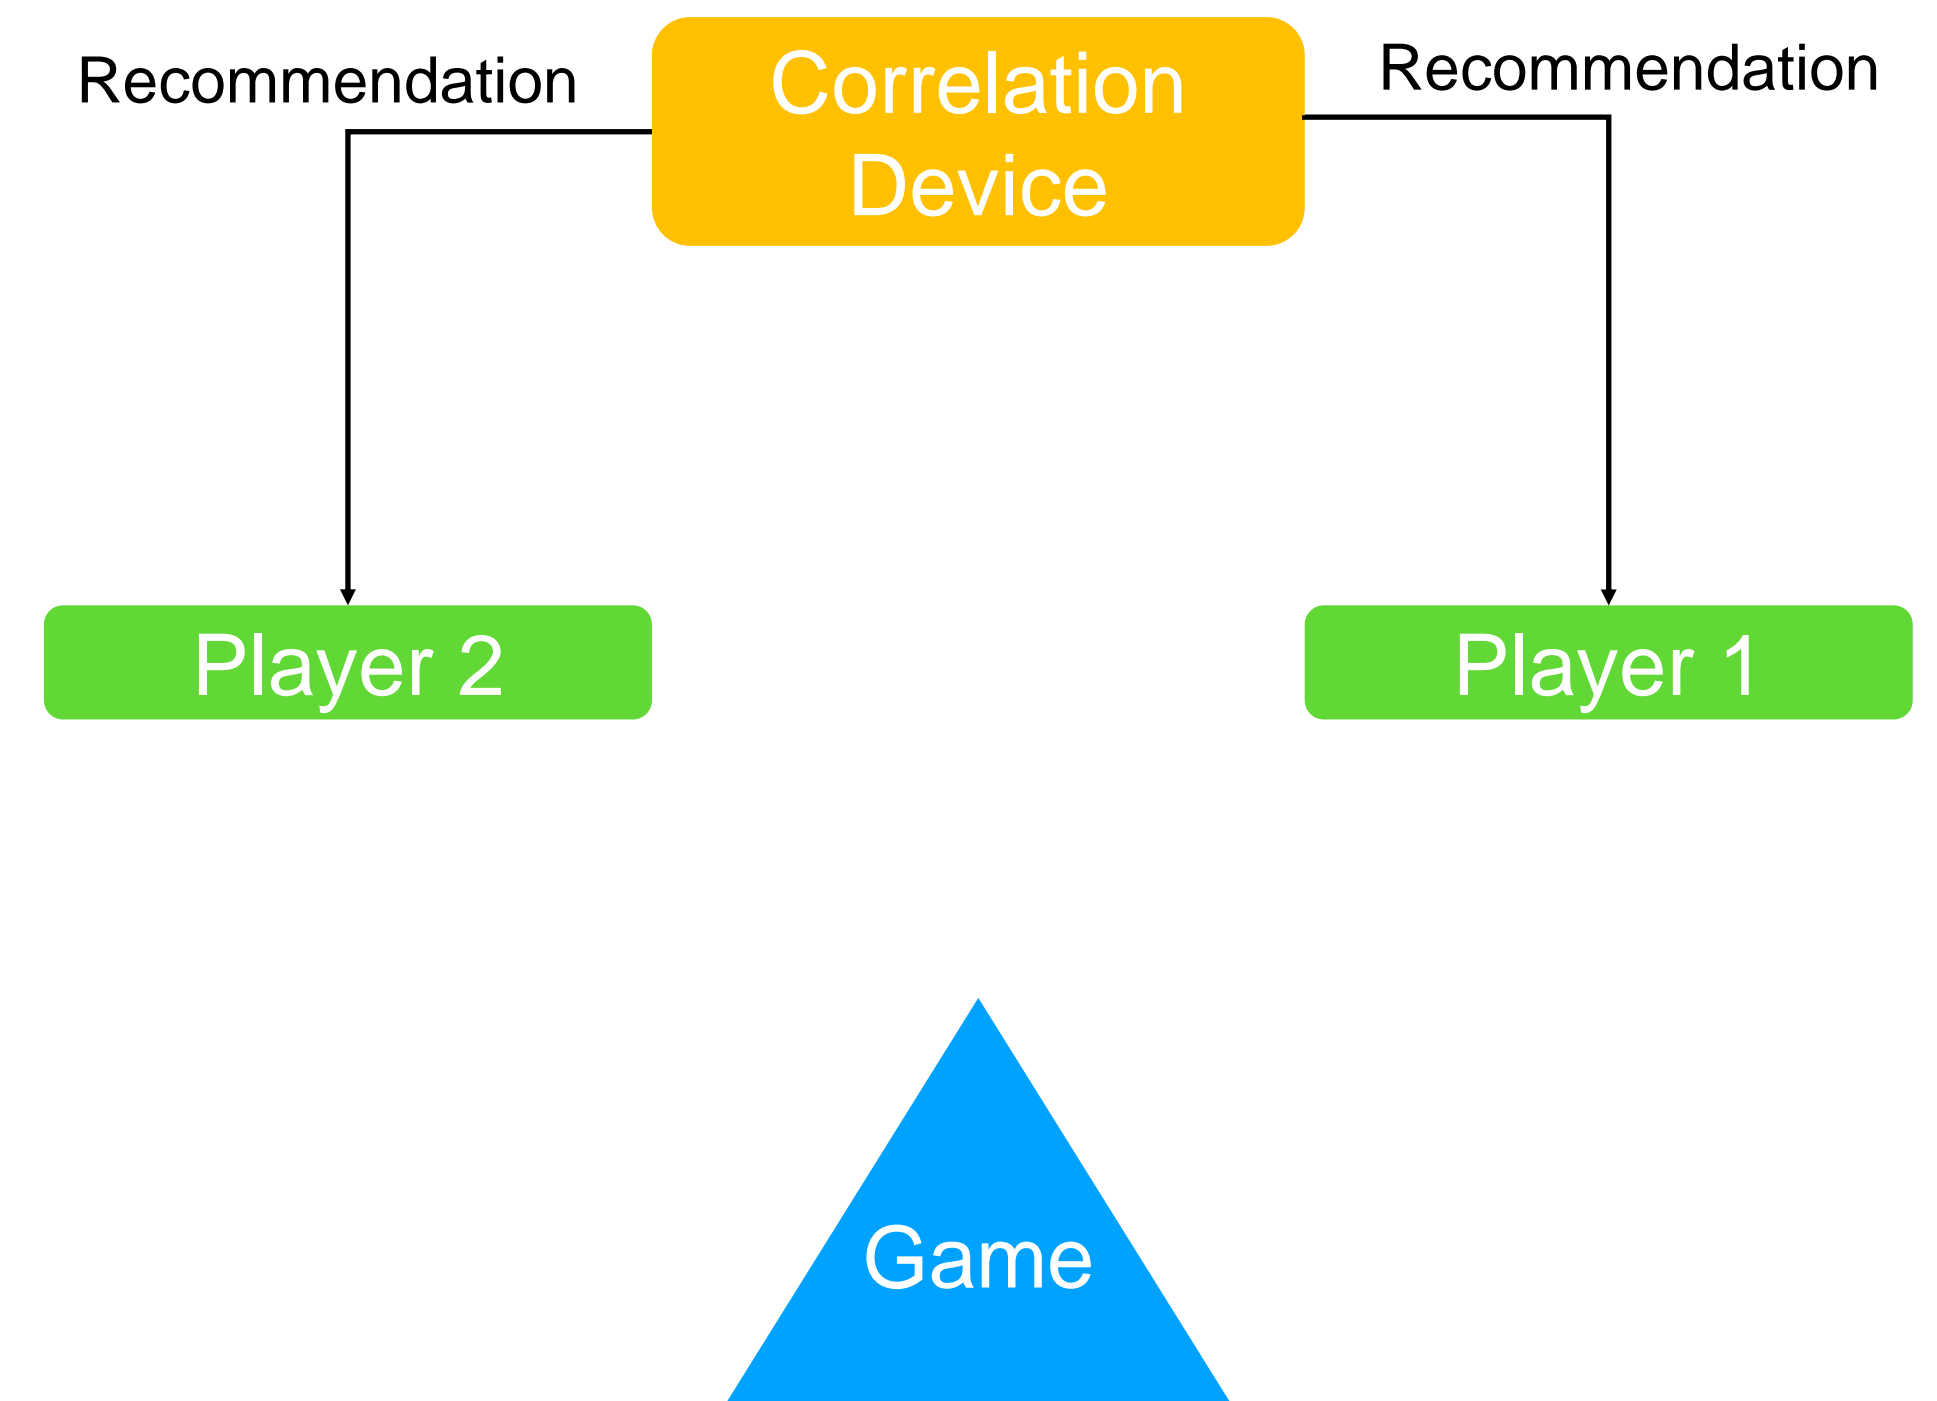 Recommendation
Correlation
Device
Recommendation
Player 2
Player 1
Game